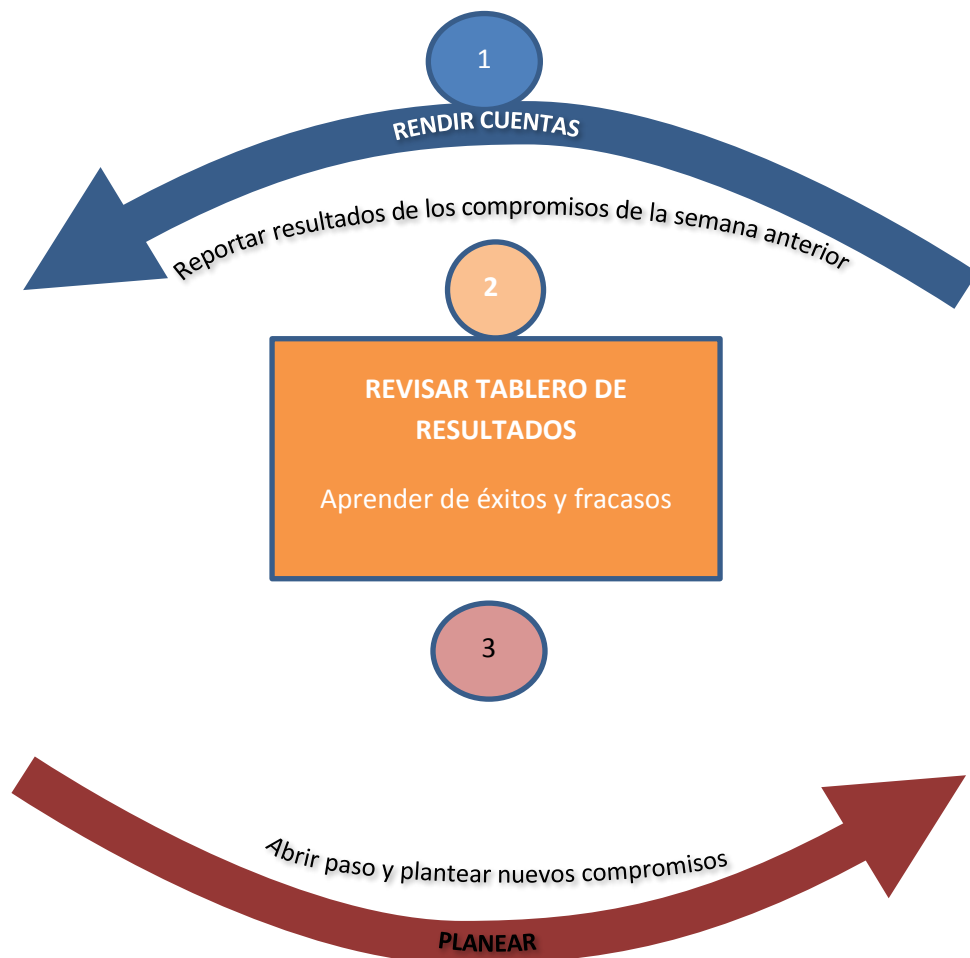 1
RENDIR CUENTAS
Reportar resultados de los compromisos de la semana anterior
2
REVISAR TABLERO DE
RESULTADOS
Aprender de éxitos y fracasos
3
Abrir paso y plantear nuevos compromisos
PLANEAR